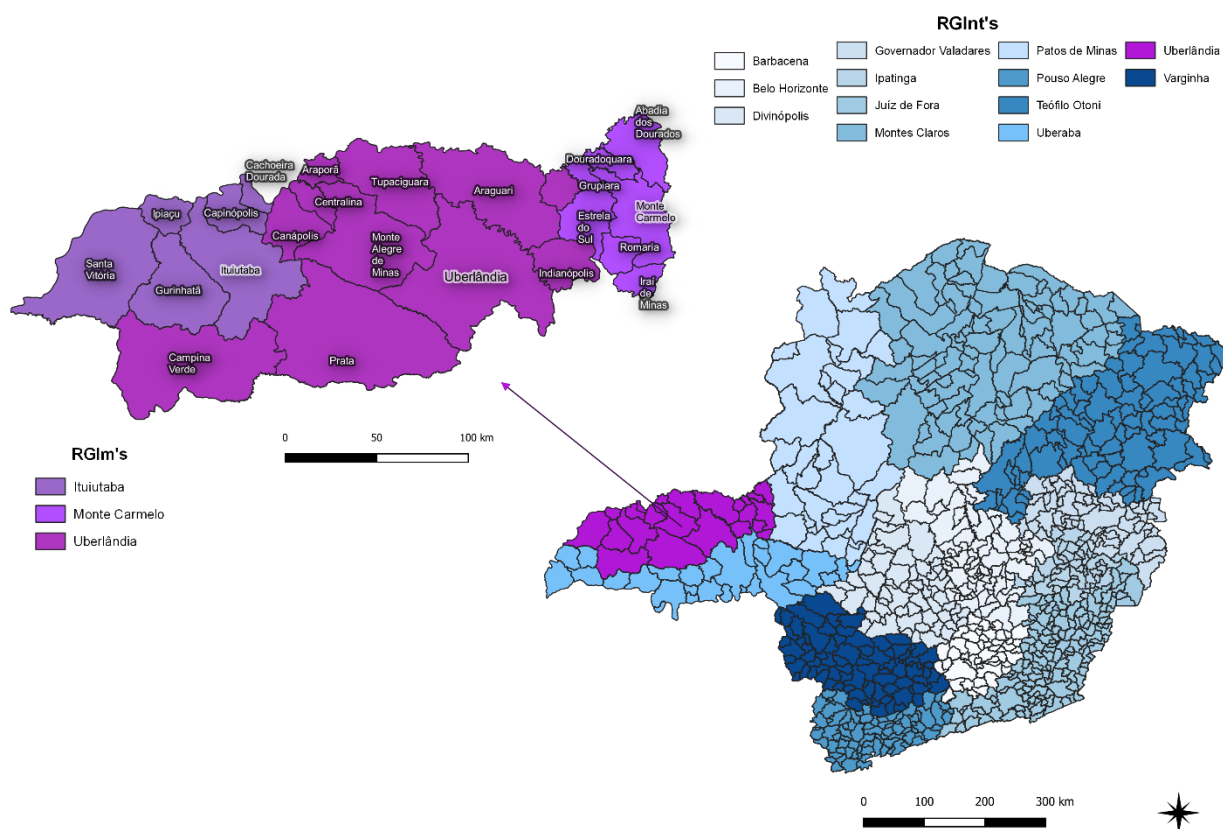 RGInt's
Barbacena
Belo Horizonte
Divinópolis
Governador Valadares
Ipatinga
Juíz de Fora
Montes Claros
Patos de Minas
Pouso Alegre
Teófilo Otoni
Uberaba
Uberlândia
Varginha
Abadia
dos
Dourados
Cachoeira
Dourada
Araporã
Douradoquara
Tupaciguara
Araguari
Grupiara
Ipiaçu
Capinópolis
Centralina
Monte
Carmelo
Estrela
do
Sul
Canápolis
Monte
Alegre
de
Minas
Romaria
Santa
Vitória
Ituiutaba
Uberlândia
Indianópolis
Gurinhatã
Iraí
de
Minas
Campina
Verde
Prata
0 50 100 km
RGIm's
Ituiutaba
Monte Carmelo
Uberlândia
0 100 200 300 km